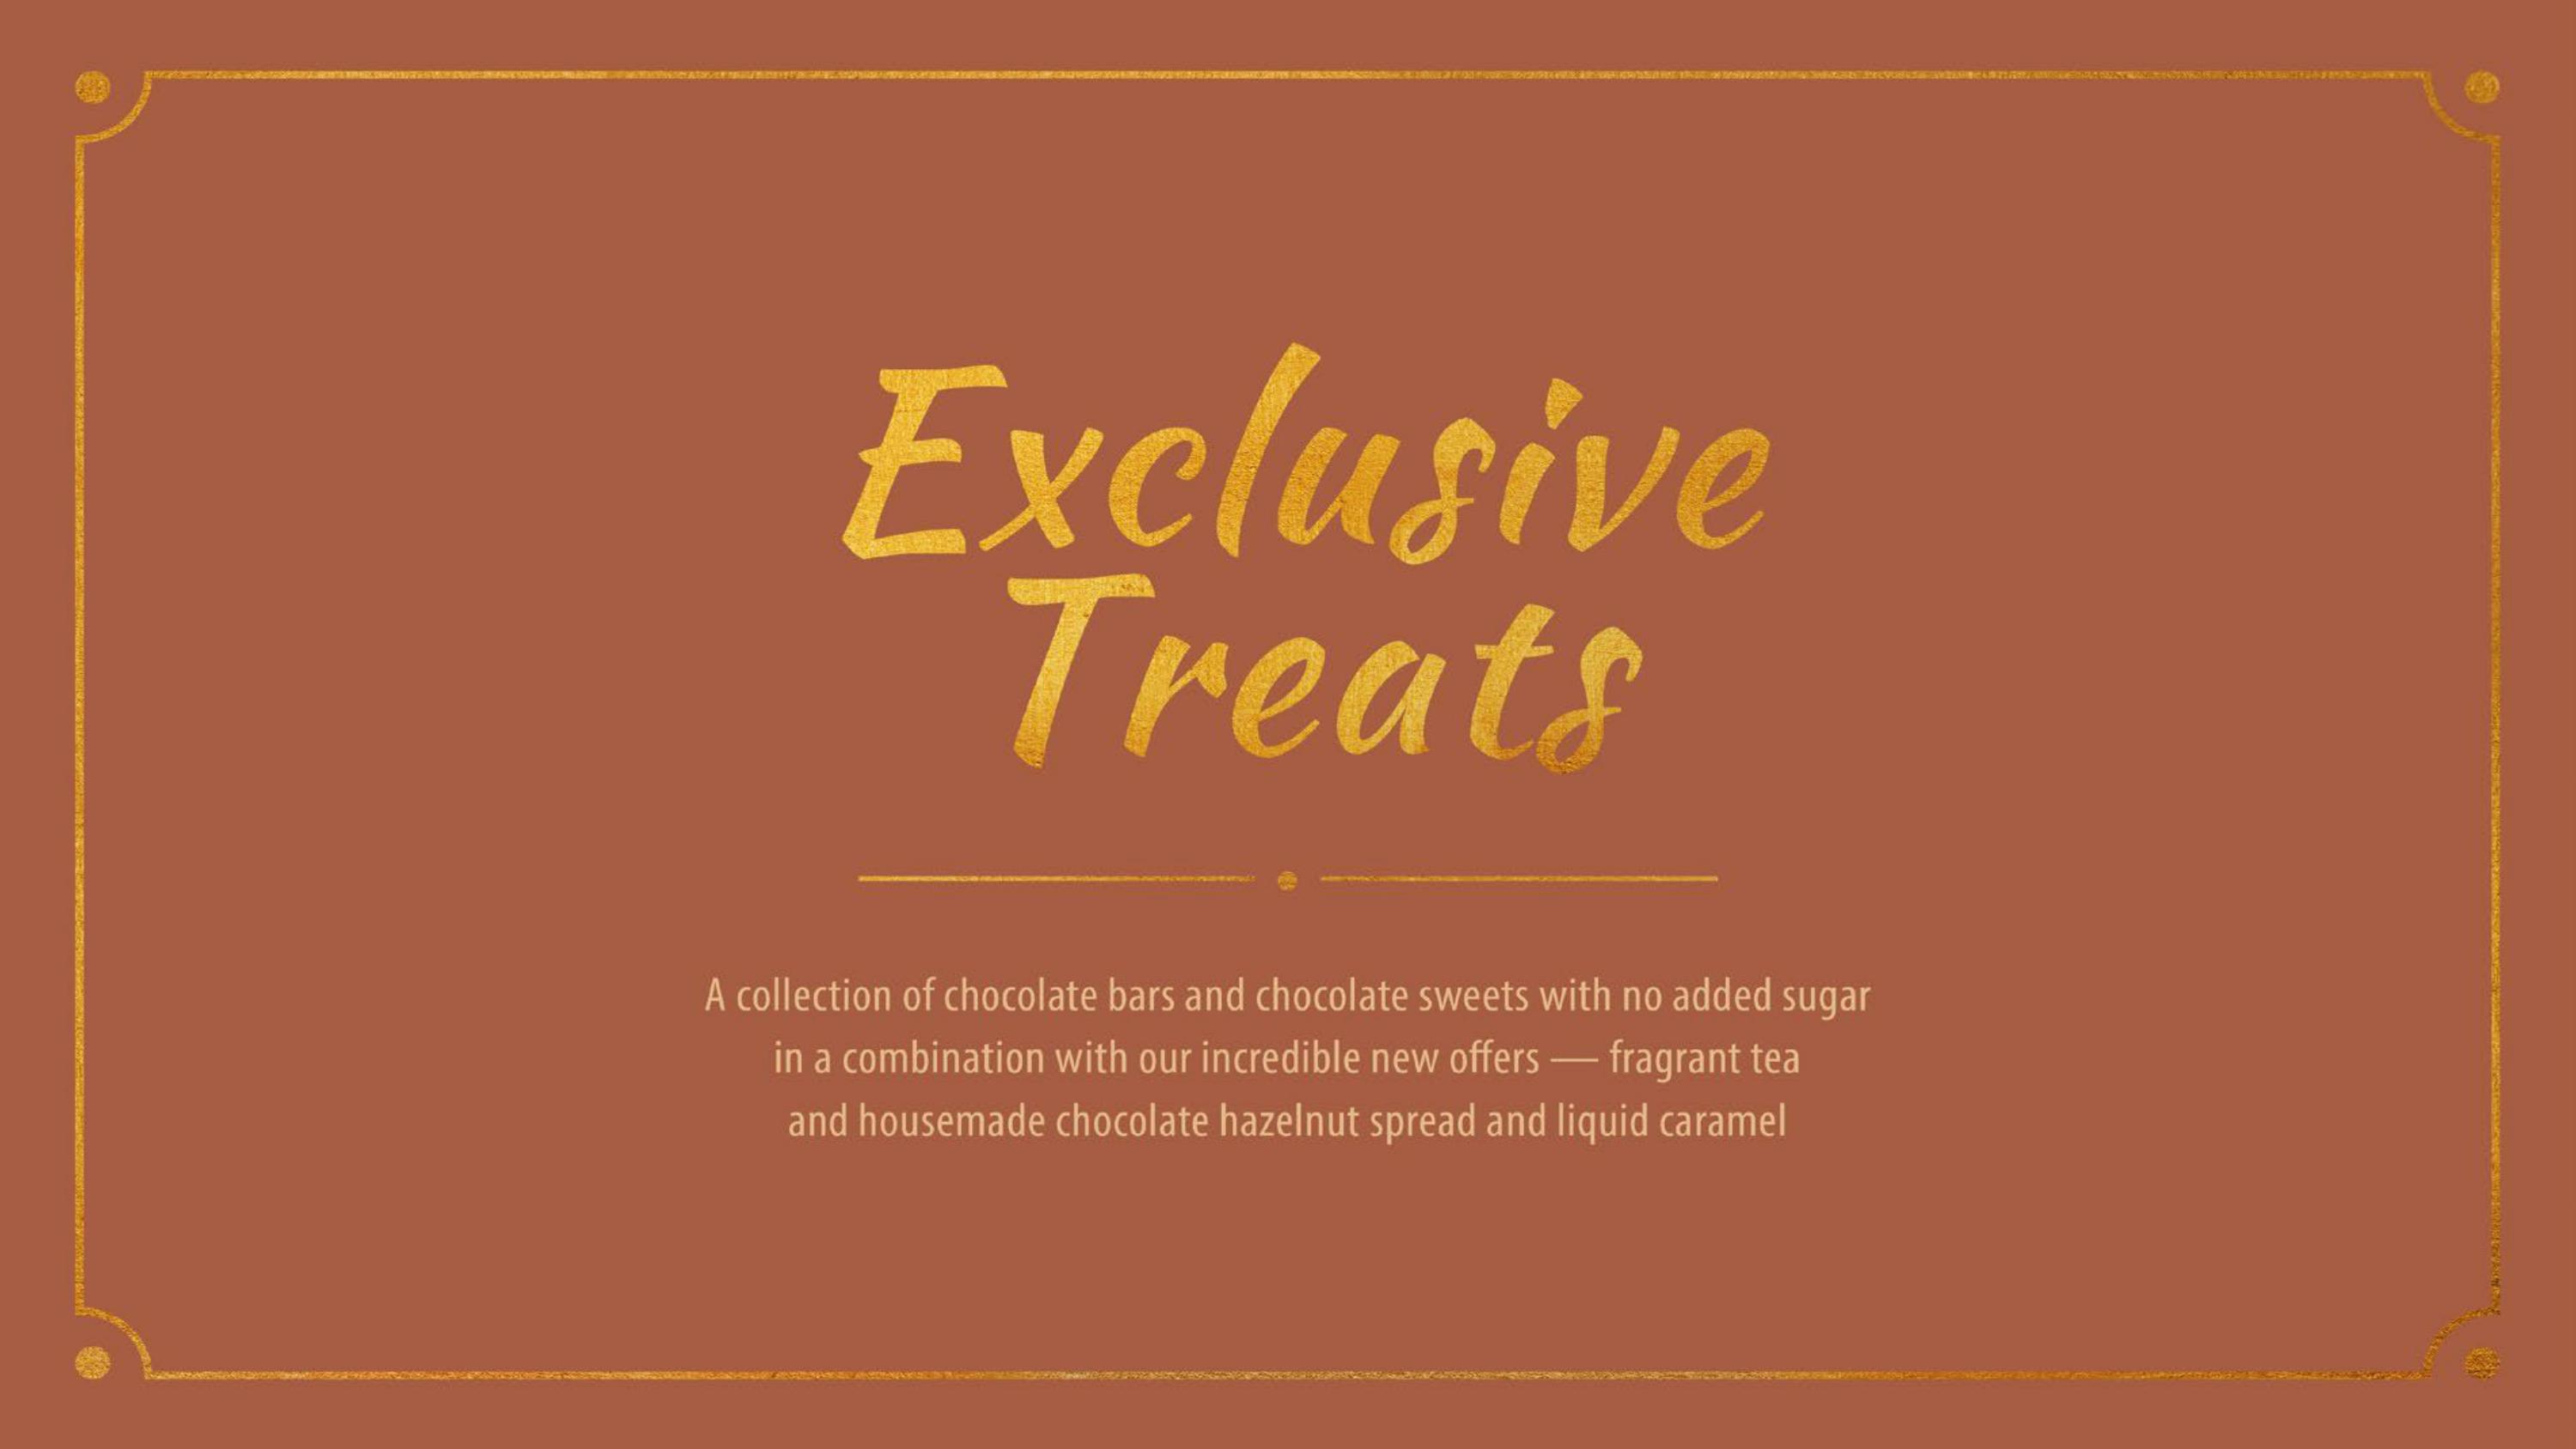 Exclusive
Treats
A collection of chocolate bars and chocolate sweets with no added sugar
in a combination with our incredible new offers — fragrant tea
and housemade chocolate hazelnut spread and liquid caramel